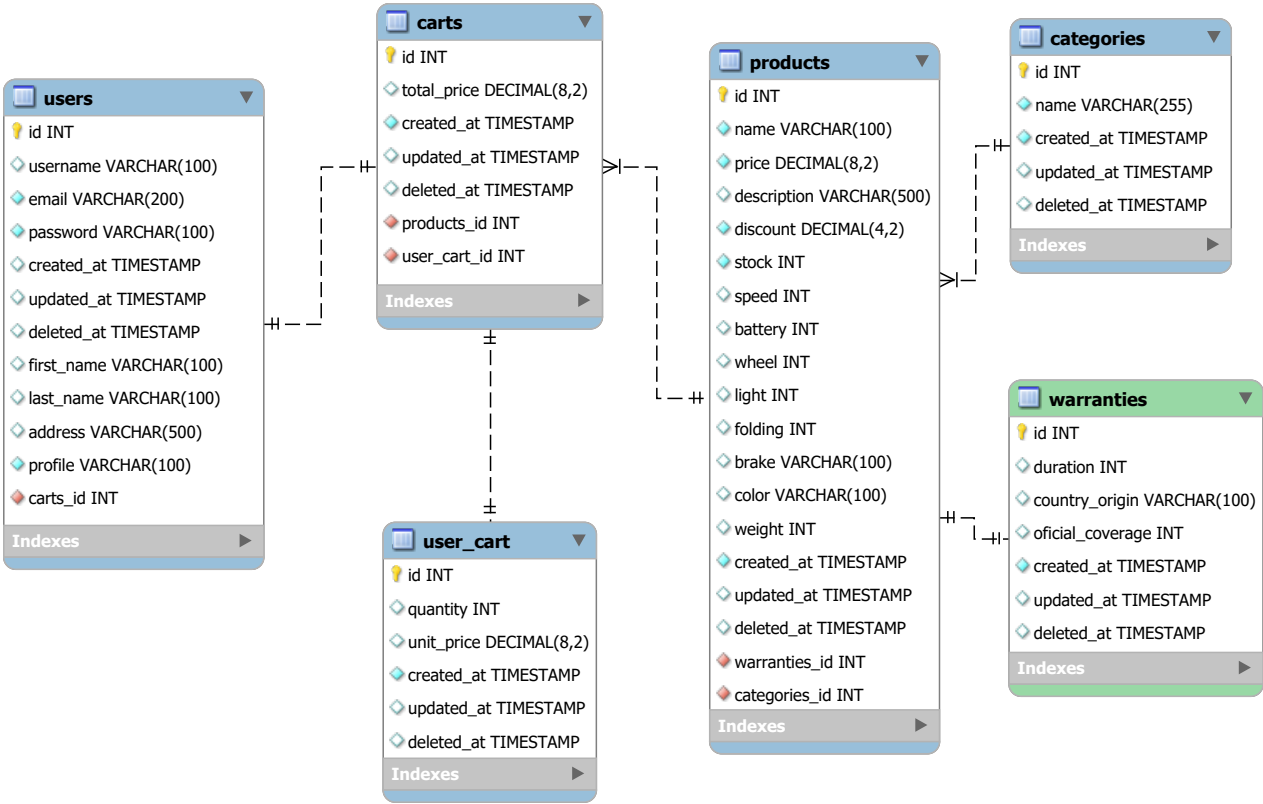 users
id INT
username VARCHAR(100)
email VARCHAR(200)
password VARCHAR(100)
created_at TIMESTAMP
updated_at TIMESTAMP
deleted_at TIMESTAMP
first_name VARCHAR(100)
last_name VARCHAR(100)
address VARCHAR(500)
profile VARCHAR(100)
carts_id INT
Indexes
carts
id INT
total_price DECIMAL(8,2)
created_at TIMESTAMP
updated_at TIMESTAMP
deleted_at TIMESTAMP
products_id INT
user_cart_id INT
Indexes
user_cart
id INT
quantity INT
unit_price DECIMAL(8,2)
created_at TIMESTAMP
updated_at TIMESTAMP
deleted_at TIMESTAMP
Indexes
products
id INT
name VARCHAR(100)
price DECIMAL(8,2)
description VARCHAR(500)
discount DECIMAL(4,2)
stock INT
speed INT
battery INT
wheel INT
light INT
folding INT
brake VARCHAR(100)
color VARCHAR(100)
weight INT
created_at TIMESTAMP
updated_at TIMESTAMP
deleted_at TIMESTAMP
warranties_id INT
categories_id INT
Indexes
categories
id INT
name VARCHAR(255)
created_at TIMESTAMP
updated_at TIMESTAMP
deleted_at TIMESTAMP
Indexes
warranties
id INT
duration INT
country_origin VARCHAR(100)
oficial_coverage INT
created_at TIMESTAMP
updated_at TIMESTAMP
deleted_at TIMESTAMP
Indexes